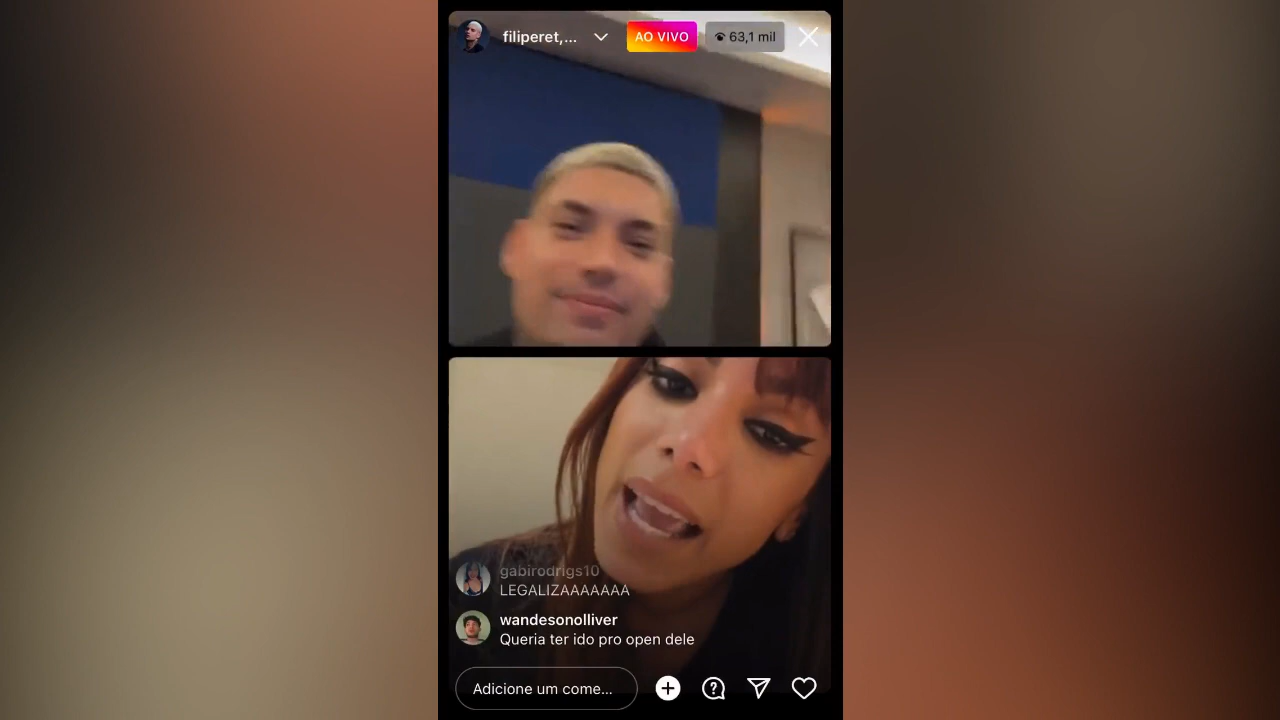 filiperet,...
AO VIVO
63,1 mil
gabirodrigs10
LEGALIZAAAAAAA
wandesonolliver
Queria ter ido pro open dele
Adicione um come...